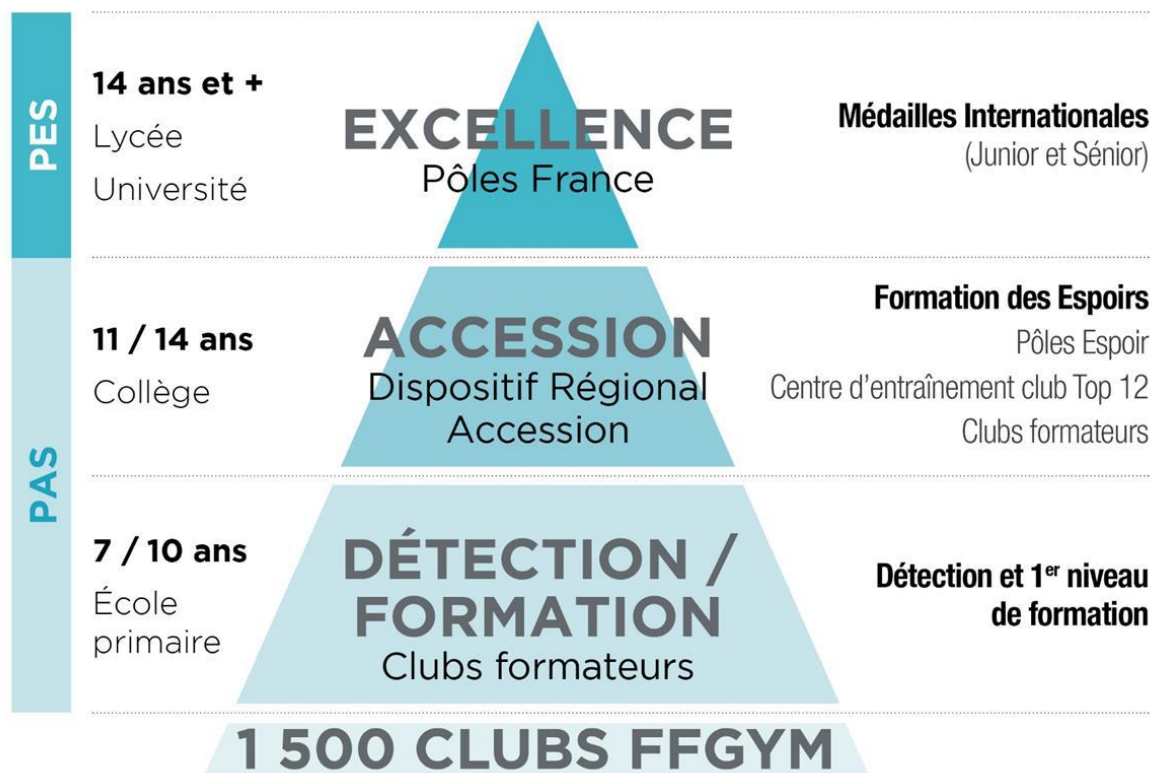 PES
14 ans et +
Lycée
Université
EXCELLENCE
Pôles France
Médailles Internationales
(Junior et Sénior)
PAS
11 / 14 ans
Collège
ACCESSION
Dispositif Régional
Accession
Formation des Espoirs
Pôles Espoir
Centre d'entraînement club Top 12
Clubs formateurs
7 / 10 ans
École
primaire
DÉTECTION /
FORMATION
Clubs formateurs
Détection et 1er niveau
de formation
1 500 CLUBS FFGYM